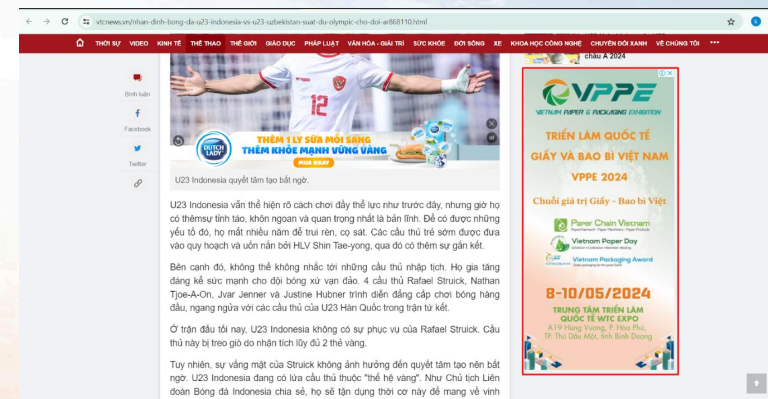 vtcnews.vn/nhan-dinh-bong-da-u23-indonesia-vs-u23-uzbekistan-suat-du-olympic-cho-doi-ar868110.html
THỜI SỰ VIDEO KINH TẾ THỂ THAO THẾ GIỚI GIÁO DỤC PHÁP LUẬT VĂN HÓA - GIẢI TRÍ SỨC KHỎE ĐỜI SỐNG XE KHOA HỌC CÔNG NGHỆ CHUYỂN ĐỔI XANH VỀ CHÚNG TÔI
châu Á 2024
Bình luận
Facebook
Twitter
12
DUTCH LADY
THÊM 1 LY SỮA MỖI SÁNG
THÊM KHỎE MẠNH VỮNG VÀNG
MUA NGAY
U23 Indonesia quyết tâm tạo bất ngờ.
U23 Indonesia vẫn thể hiện rõ cách chơi đầy thể lực như trước đây, nhưng giờ họ
có thêmsự tỉnh táo, khôn ngoan và quan trọng nhất là bản lĩnh. Để có được những
yếu tố đó, họ mất nhiều năm để trui rèn, cọ sát. Các cầu thủ trẻ sớm được đưa
vào quy hoạch và uốn nắn bởi HLV Shin Tae-yong, qua đó có thêm sự gắn kết.
Bên cạnh đó, không thể không nhắc tới những cầu thủ nhập tịch. Họ gia tăng
đáng kể sức mạnh cho đội bóng xứ vạn đảo. 4 cầu thủ Rafael Struick, Nathan
Tjoe-A-On, Jvar Jenner và Justine Hubner trình diễn đẳng cấp chơi bóng hàng
đầu, ngang ngửa với các cầu thủ của U23 Hàn Quốc trong trận tứ kết.
Ở trận đấu tối nay, U23 Indonesia không có sự phục vụ của Rafael Struick. Cầu
thủ này bị treo giò do nhận tích lũy đủ 2 thẻ vàng.
Tuy nhiên, sự vắng mặt của Struick không ảnh hưởng đến quyết tâm tạo nên bất
ngờ. U23 Indonesia đang có lứa cầu thủ thuộc "thế hệ vàng". Như Chủ tịch Liên
đoàn Bóng đá Indonesia chia sẻ, họ sẽ tận dụng thời cơ này để mang về vinh
VPPE
VIETNAM PAPER & PACKAGING EXHIBITION
TRIỂN LÃM QUỐC TẾ
GIẤY VÀ BAO BÌ VIỆT NAM
VPPE 2024
Chuỗi giá trị Giấy - Bao bì Việt
Paper Chain Vietnam
Vietnam Paper Day
Vietnam Packaging Award
8-10/05/2024
TRUNG TÂM TRIỂN LÃM
QUỐC TẾ WTC EXPO
A19 Hùng Vương, P. Hòa Phú,
TP. Thủ Dầu Một, tỉnh Bình Dương